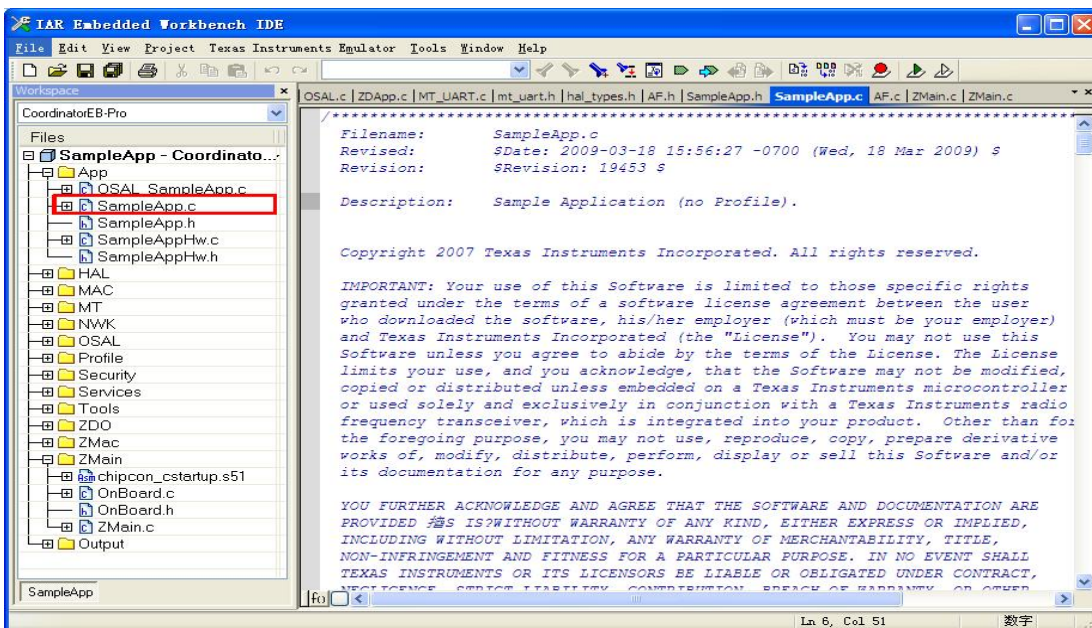 IAR Embedded Workbench IDE
File Edit View Project Texas Instruments Emulator Tools Window Help
Workspace
CoordinatorEB-Pro
Files
SampleApp - Coordinato...
App
OSAL_SampleApp.c
SampleApp.c
SampleApp.h
SampleAppHw.c
SampleAppHw.h
HAL
MAC
MT
NWK
OSAL
Profile
Security
Services
Tools
ZDO
ZMac
ZMain
chipcon_cstartup.s51
OnBoard.c
OnBoard.h
ZMain.c
Output
SampleApp
OSAL.c | ZDApp.c | MT_UART.c | mt_uart.h | hal_types.h | AF.h | SampleApp.h SampleApp.c AF.c | ZMain.c | ZMain.c
Filename: SampleApp.c
Revised: $Date: 2009-03-18 15:56:27 -0700 (Wed, 18 Mar 2009) $
Revision: $Revision: 19453 $
Description: Sample Application (no Profile).
Copyright 2007 Texas Instruments Incorporated. All rights reserved.
IMPORTANT: Your use of this Software is limited to those specific rights
granted under the terms of a software license agreement between the user
who downloaded the software, his/her employer (which must be your employer)
and Texas Instruments Incorporated (the "License"). You may not use this
Software unless you agree to abide by the terms of the License. The License
limits your use, and you acknowledge, that the Software may not be modified,
copied or distributed unless embedded on a Texas Instruments microcontroller
or used solely and exclusively in conjunction with a Texas Instruments radio
frequency transceiver, which is integrated into your product. Other than for
the foregoing purpose, you may not use, reproduce, copy, prepare derivative
works of, modify, distribute, perform, display or sell this Software and/or
its documentation for any purpose.
YOU FURTHER ACKNOWLEDGE AND AGREE THAT THE SOFTWARE AND DOCUMENTATION ARE
PROVIDED IS?WITHOUT WARRANTY OF ANY KIND, EITHER EXPRESS OR IMPLIED,
INCLUDING WITHOUT LIMITATION, ANY WARRANTY OF MERCHANTABILITY, TITLE,
NON-INFRINGEMENT AND FITNESS FOR A PARTICULAR PURPOSE. IN NO EVENT SHALL
TEXAS INSTRUMENTS OR ITS LICENSORS BE LIABLE OR OBLIGATED UNDER CONTRACT,
NEGLIGENCE, STRICT LIABILITY, CONTRIBUTION, BREACH OF WARRANTY, OR OTHER
Ln 6, Col 51 数字